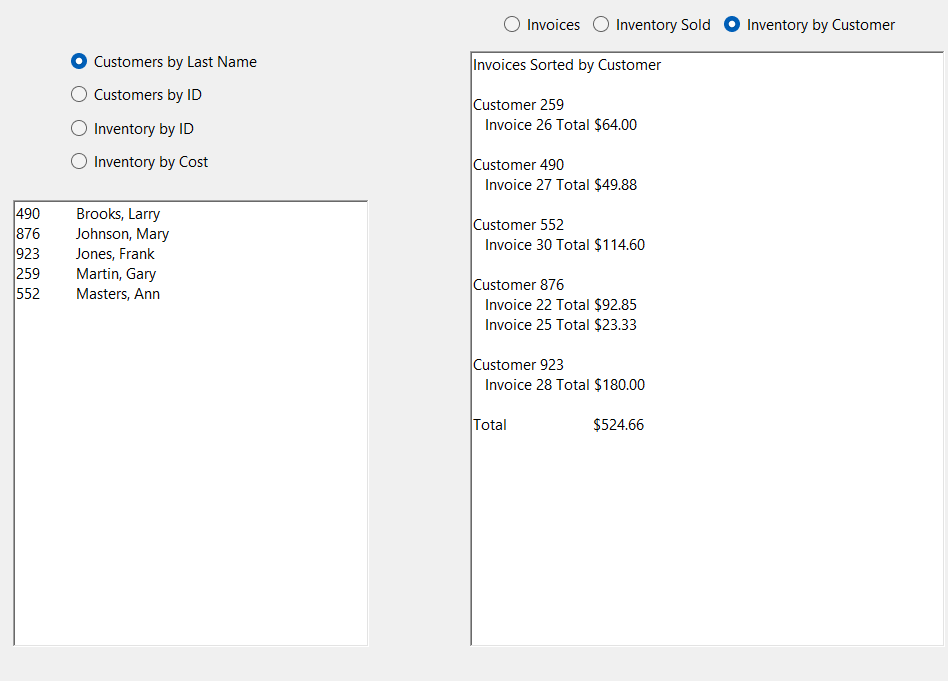 Invoices Inventory Sold Inventory by Customer
Customers by Last Name
Customers by ID
Inventory by ID
Inventory by Cost
490 Brooks, Larry
876 Johnson, Mary
923 Jones, Frank
259 Martin, Gary
552 Masters, Ann
Invoices Sorted by Customer
Customer 259
Invoice 26 Total $64.00
Customer 490
Invoice 27 Total $49.88
Customer 552
Invoice 30 Total $114.60
Customer 876
Invoice 22 Total $92.85
Invoice 25 Total $23.33
Customer 923
Invoice 28 Total $180.00
Total $524.66